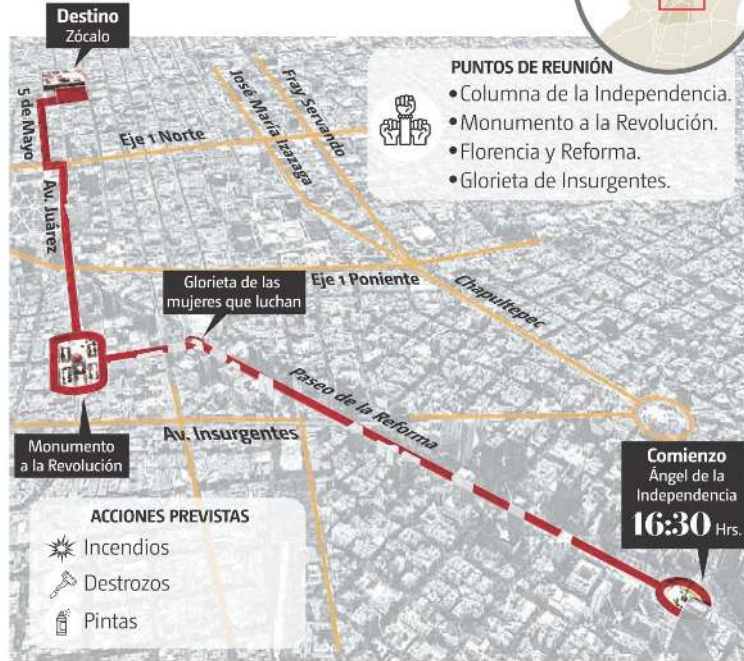 Destino
Zócalo
PUNTOS DE REUNIÓN
•Columna de la Independencia.
•Monumento a la Revolución.
•Florencia y Reforma.
•Glorieta de Insurgentes.
5 de Mayo
Eje 1 Norte
José María Izazaga
Fray Servando
Av. Juárez
Glorieta de las
mujeres que luchan
Eje 1 Poniente
Chapultepec
Paseo de la Reforma
Av. Insurgentes
Monumento
a la Revolución
Comienzo
Ángel de la
Independencia
16:30 Hrs.
ACCIONES PREVISTAS
Incendios
Destrozos
Pintas